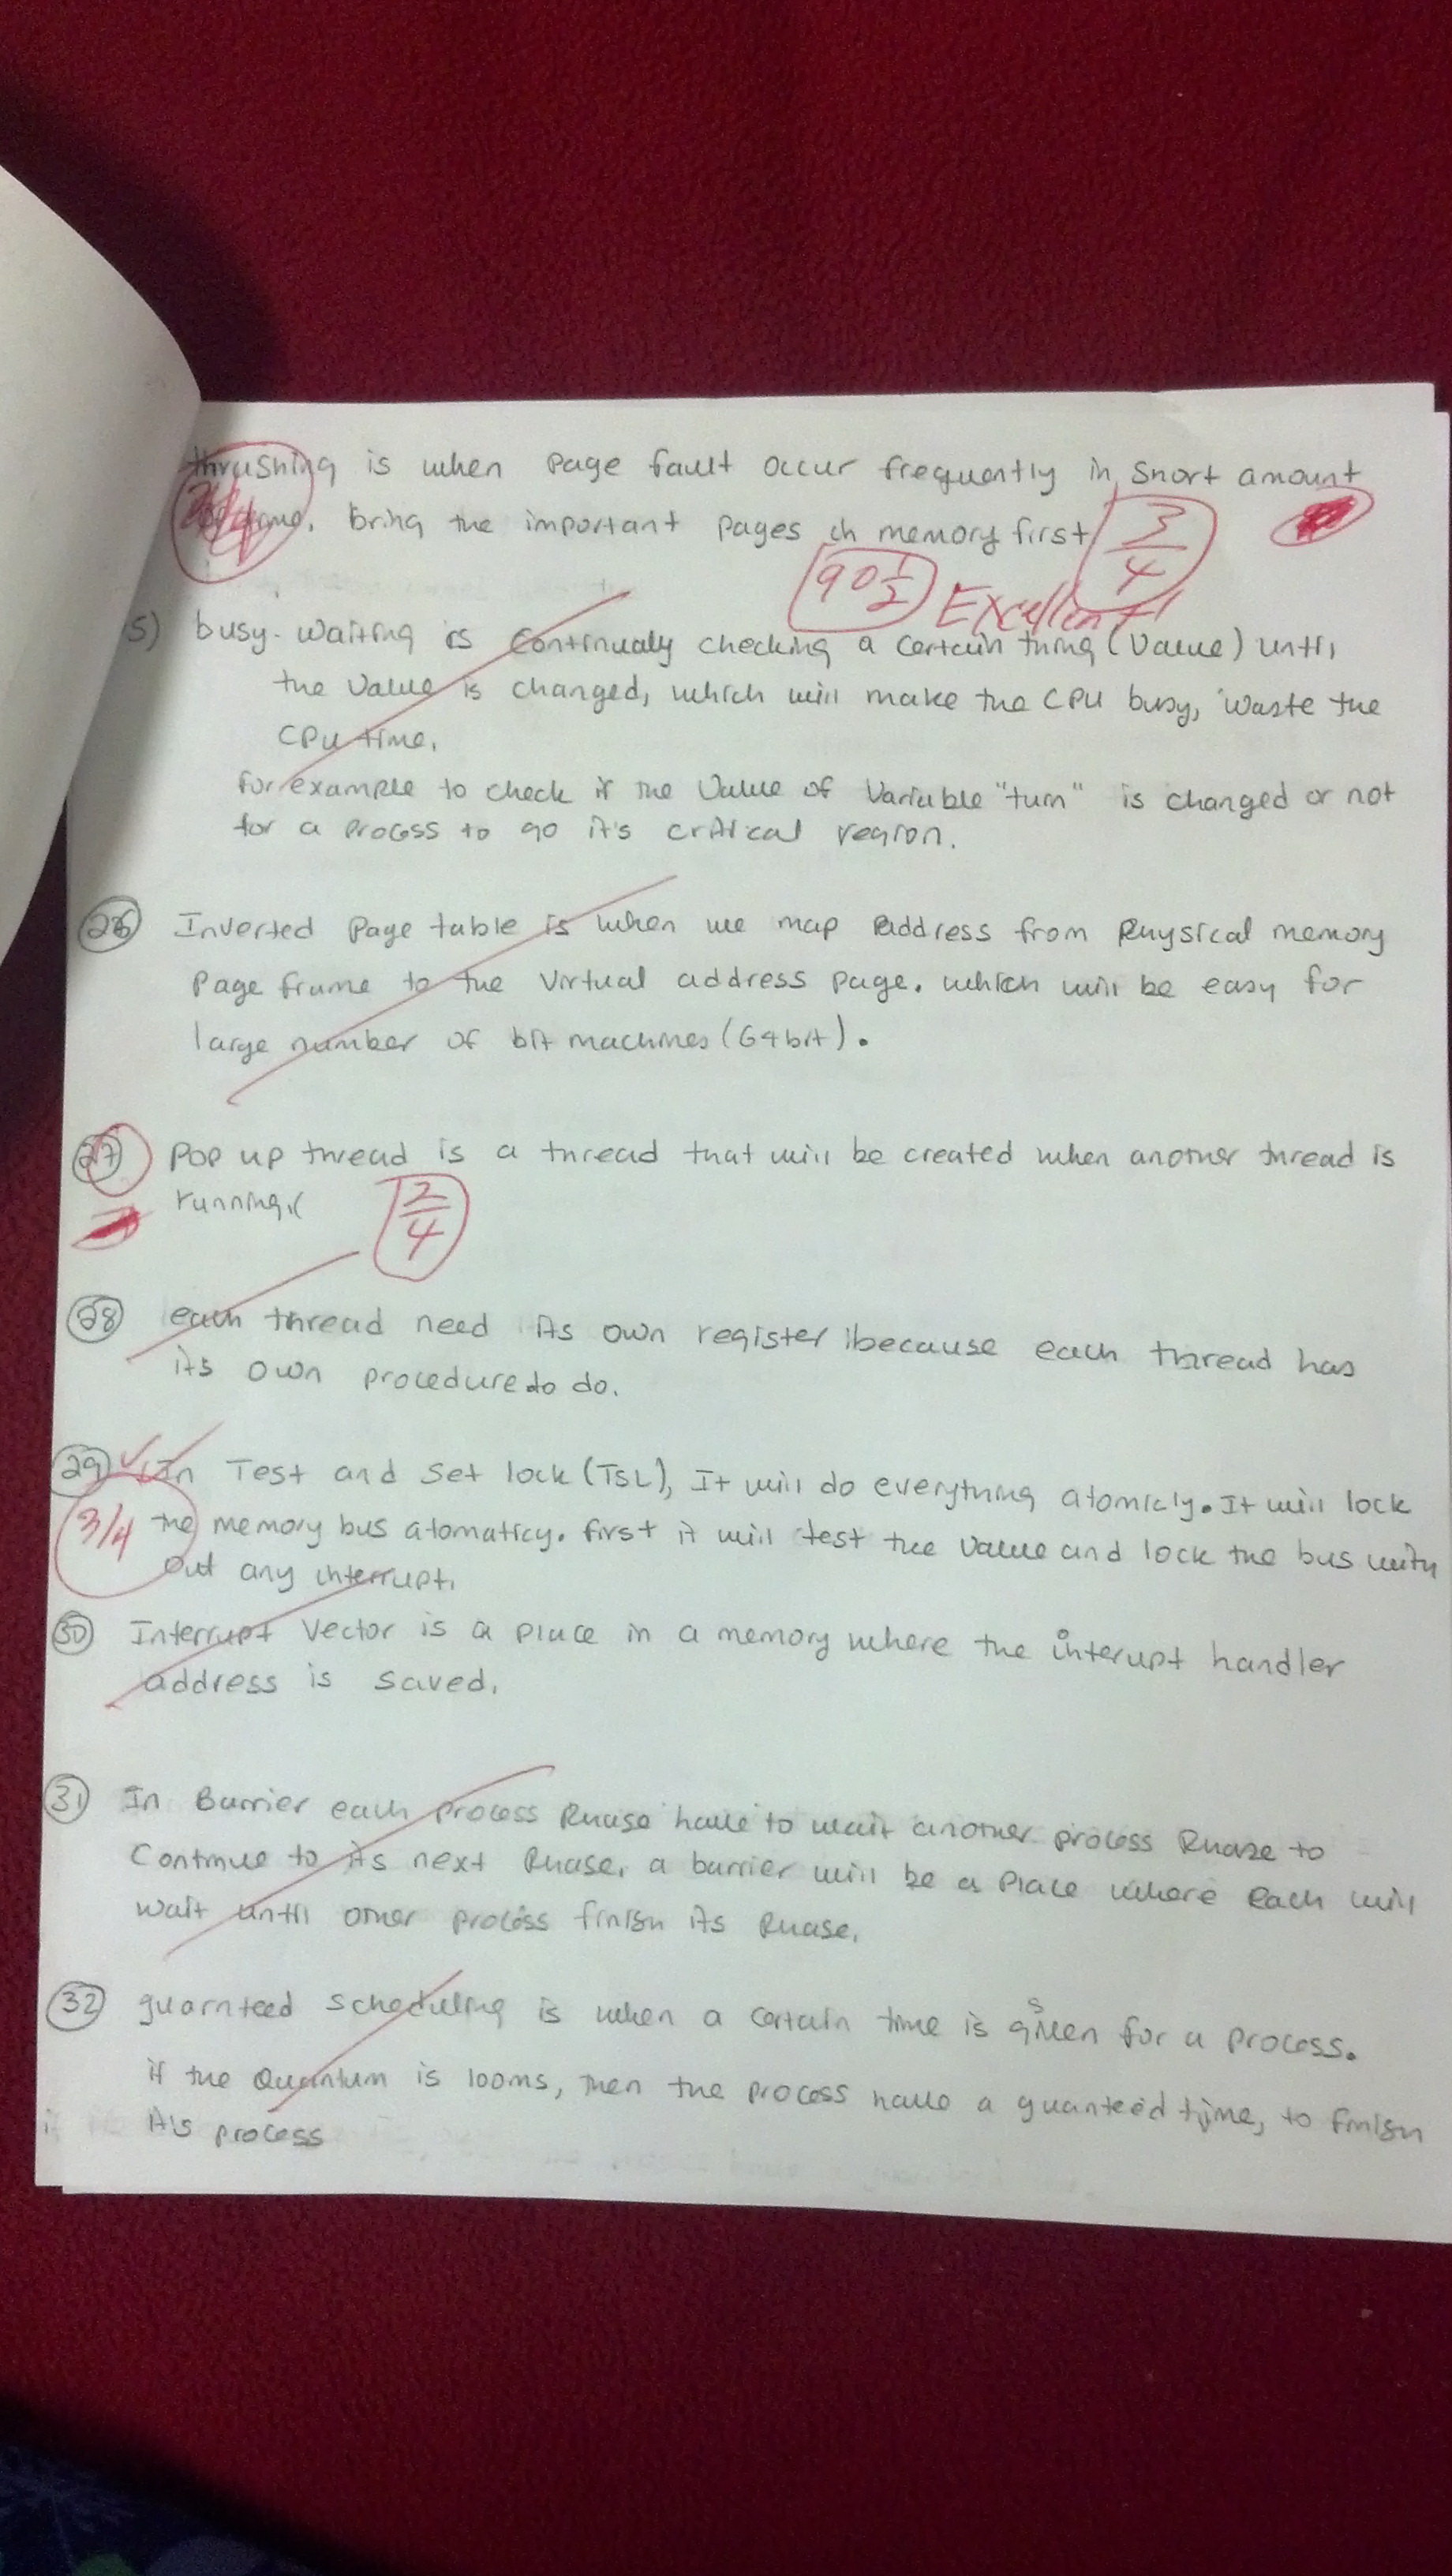 thrushing is when page fault occur frequently in short amount
time. bring the important pages in memory first 3/4
90 1/2 Excellent!
5) busy-waiting is continualy checking a certain thing (value) until
the value is changed, which will make the CPU busy, waste the
CPU time.
for example to check if the value of variable "turn" is changed or not
for a process to go it's critical region.
26 Inverted page table is when we map address from physical memory
page frame to the virtual address page. which will be easy for
large number of bit machines (64 bit).
27 Pop up thread is a thread that will be created when another thread is
running. 2/4
28 each thread need its own register because each thread has
its own procedure to do.
29 In Test and Set lock (TSL), It will do everything atomicly. It will lock
3/4 the memory bus atomaticy. first it will test the value and lock the bus with
out any interrupt.
30 Interrupt Vector is a place in a memory where the interupt handler
address is saved.
31 In Barrier each process phase have to wait another process phase to
Continue to its next phase. a barrier will be a place where each will
wait until other process finish its phase.
32 guarnteed scheduling is when a certain time is given for a process.
if the Quantum is 100ms, then the process have a guanteed time, to finish
its process